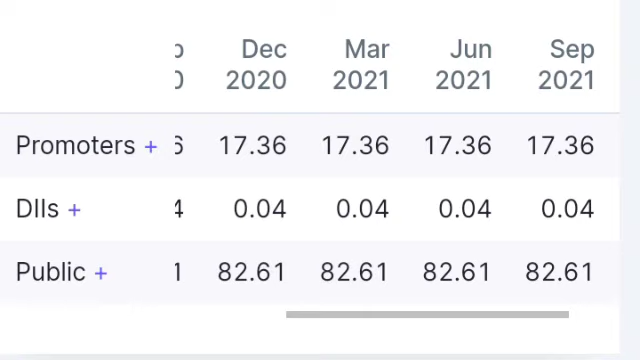 Dec Mar Jun Sep
2020 2021 2021 2021
Promoters + 17.36 17.36 17.36 17.36
DIIs + 0.04 0.04 0.04 0.04
Public + 82.61 82.61 82.61 82.61